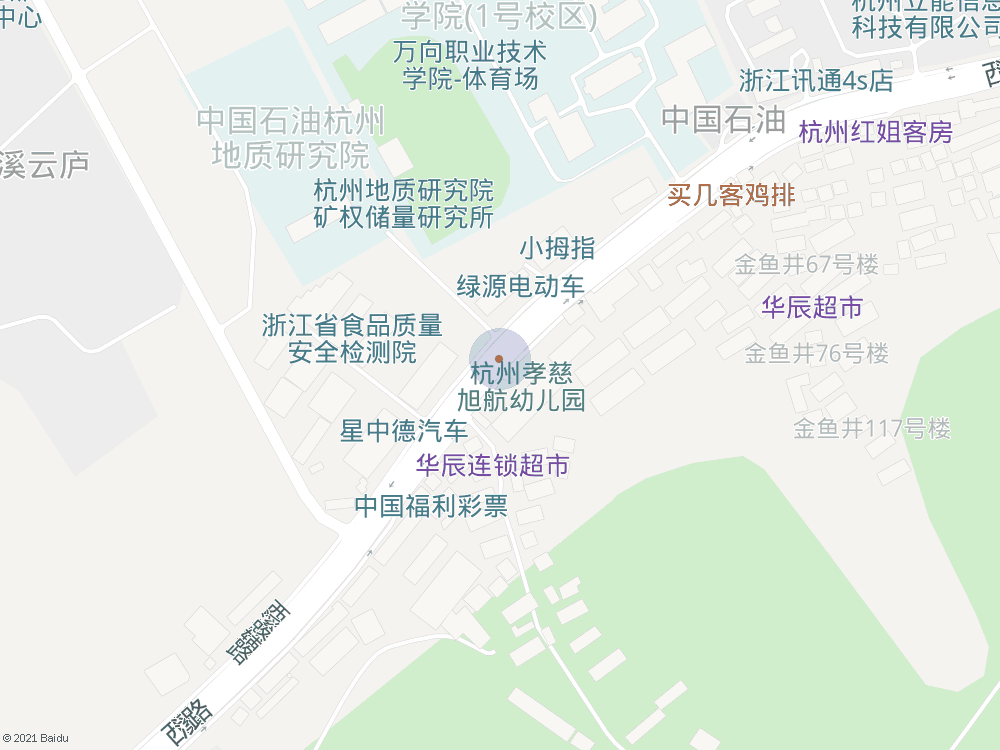 中心
学院(1号校区)
杭州立能信息
科技有限公司
万向职业技术
学院-体育场
浙江讯通4s店
西
中国石油杭州
地质研究院
中国石油
杭州红姐客房
溪云庐
杭州地质研究院
矿权储量研究所
买几客鸡排
小拇指
绿源电动车
金鱼井67号楼
华辰超市
浙江省食品质量
安全检测院
金鱼井76号楼
杭州孝慈
旭航幼儿园
星中德汽车
金鱼井117号楼
华辰连锁超市
中国福利彩票
西溪路
© 2021 Baidu